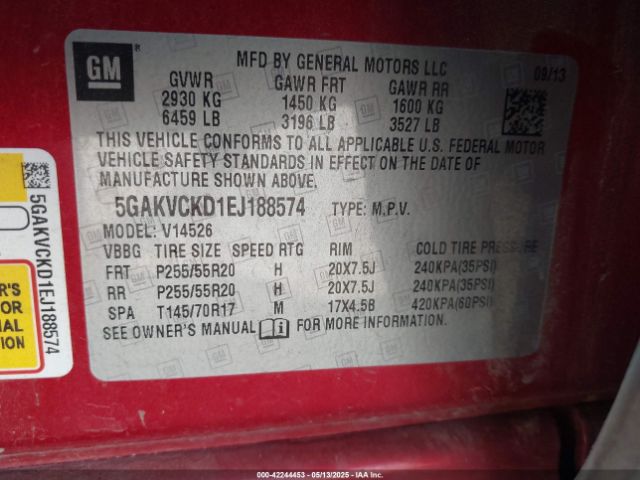 GM
MFD BY GENERAL MOTORS LLC
09/13
GVWR GAWR FRT GAWR RR
2930 KG 1450 KG 1600 KG
6459 LB 3196 LB 3527 LB
THIS VEHICLE CONFORMS TO ALL APPLICABLE U.S. FEDERAL MOTOR
VEHICLE SAFETY STANDARDS IN EFFECT ON THE DATE OF
MANUFACTURE SHOWN ABOVE.
5GAKVCKD1EJ188574 TYPE: M.P.V.
MODEL: V14526
VBBG TIRE SIZE SPEED RTG RIM COLD TIRE PRESSURE
FRT P255/55R20 H 20X7.5J 240KPA(35PSI)
RR P255/55R20 H 20X7.5J 240KPA(35PSI)
SPA T145/70R17 M 17X4.5B 420KPA(60PSI)
SEE OWNER'S MANUAL FOR MORE INFORMATION.
5GAKVCKD1EJ188574
000-42244453 - 05/13/2025 - IAAI.COM